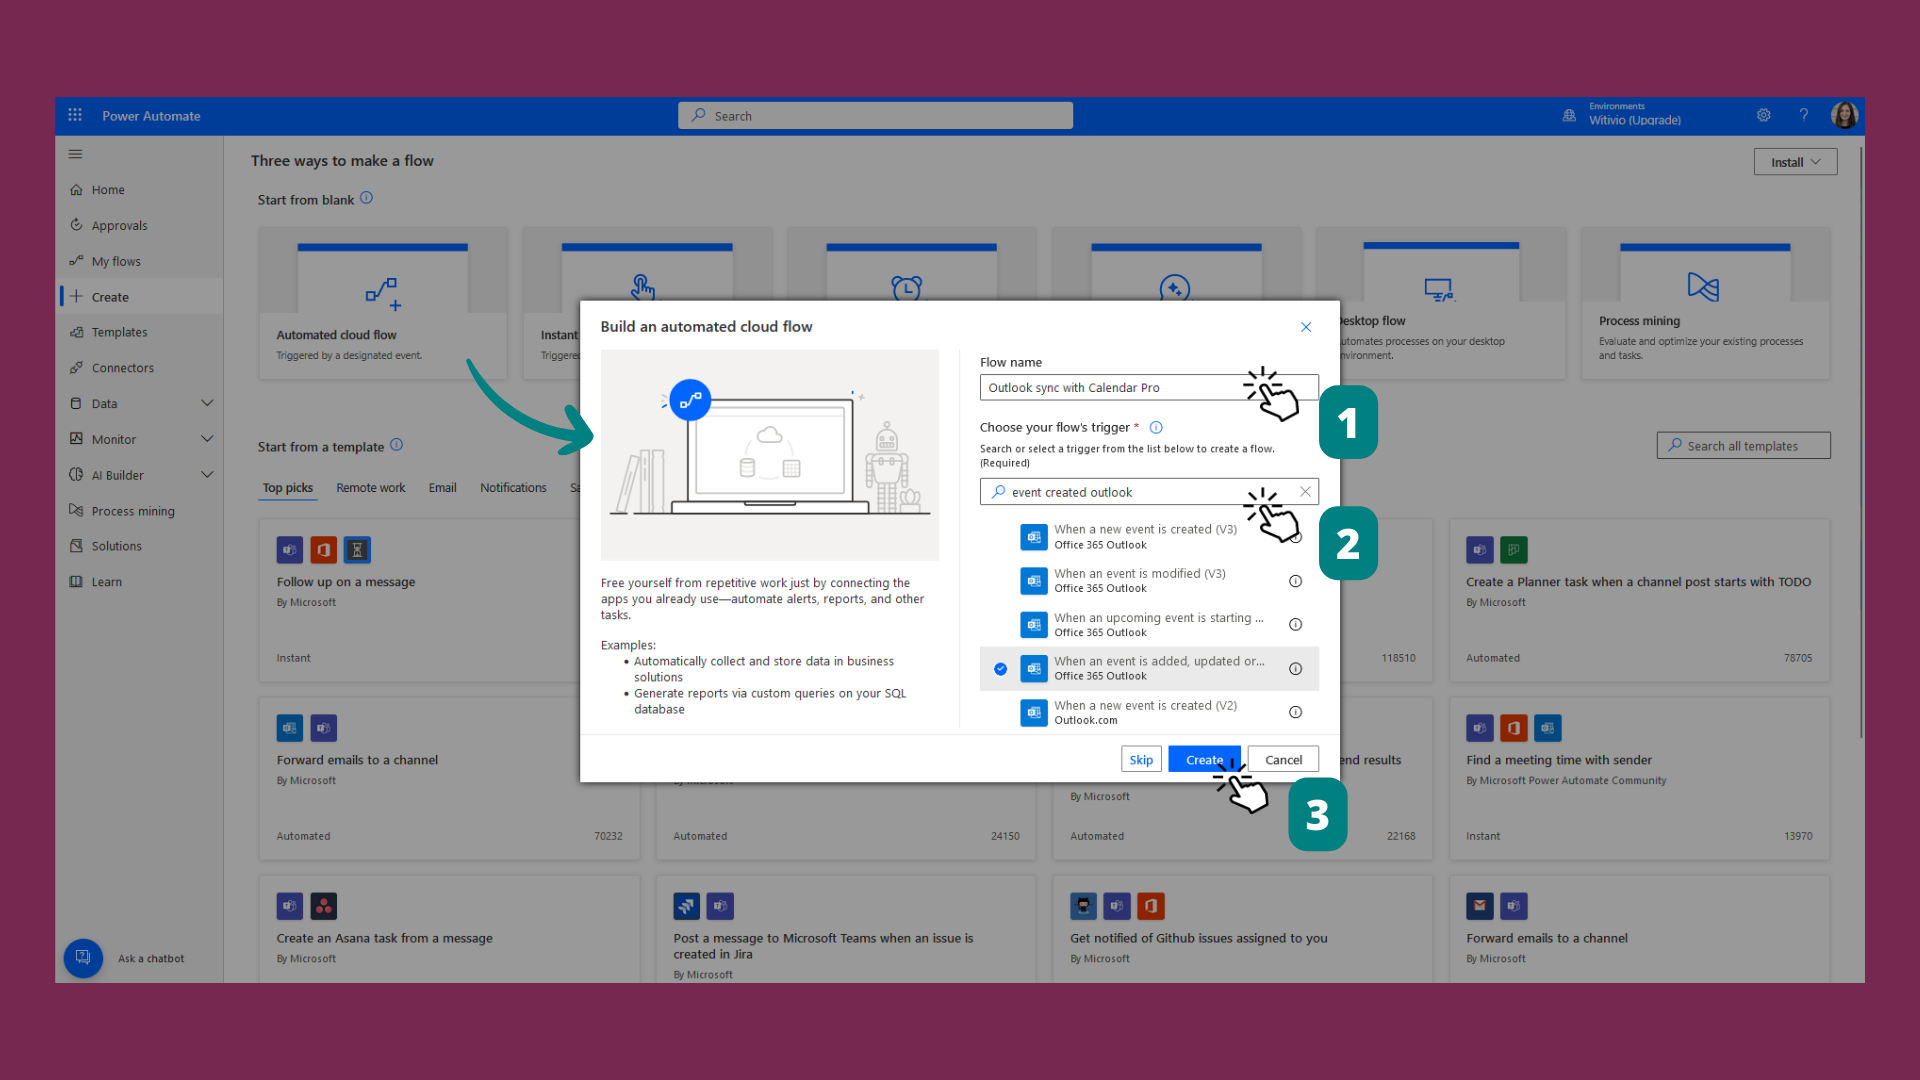 Power Automate
Search
Environments
Witivio (Upgrade)
Three ways to make a flow
Install
Home
Approvals
My flows
Create
Templates
Connectors
Data
Monitor
AI Builder
Process mining
Solutions
Learn
Ask a chatbot
Start from blank
Automated cloud flow
Triggered by a designated event.
Instant
Desktop flow
Automates processes on your desktop
environment.
Process mining
Evaluate and optimize your existing processes
and tasks.
Start from a template
Search all templates
Top picks
Remote work
Email
Notifications
Build an automated cloud flow
Free yourself from repetitive work just by connecting the
apps you already use—automate alerts, reports, and other
tasks.
Examples:
• Automatically collect and store data in business
solutions
• Generate reports via custom queries on your SQL
database
Flow name
Outlook sync with Calendar Pro
1
Choose your flow's trigger *
Search or select a trigger from the list below to create a flow.
(Required)
event created outlook
2
When a new event is created (V3)
Office 365 Outlook
When an event is modified (V3)
Office 365 Outlook
When an upcoming event is starting ...
Office 365 Outlook
When an event is added, updated or...
Office 365 Outlook
When a new event is created (V2)
Outlook.com
Skip
Create
Cancel
3
Follow up on a message
By Microsoft
Instant
118510
Create a Planner task when a channel post starts with TODO
By Microsoft
Automated
78705
Forward emails to a channel
By Microsoft
Automated
70232
Automated
24150
end results
By Microsoft
Automated
22168
Find a meeting time with sender
By Microsoft Power Automate Community
Instant
13970
Create an Asana task from a message
By Microsoft
Post a message to Microsoft Teams when an issue is
created in Jira
By Microsoft
Get notified of Github issues assigned to you
By Microsoft
Forward emails to a channel
By Microsoft